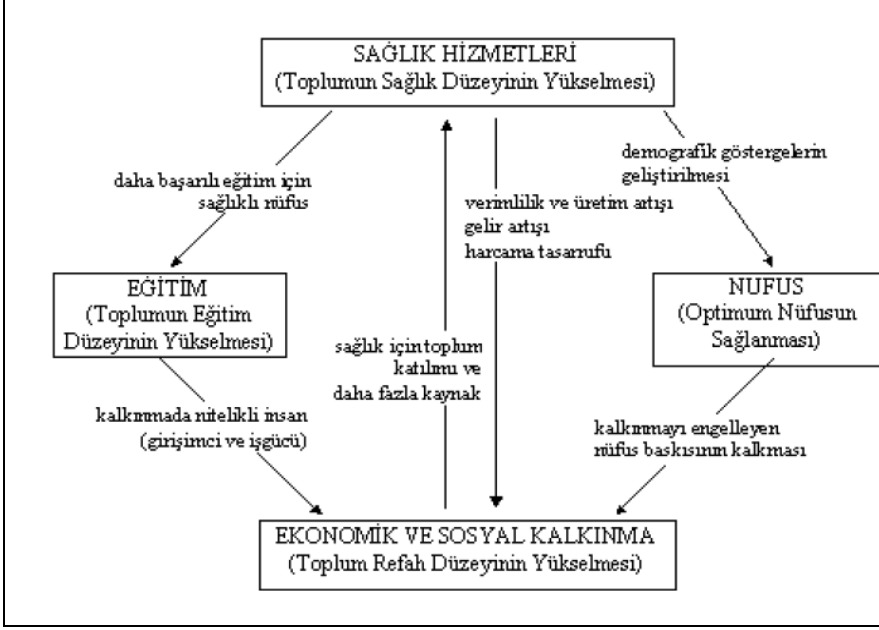 SAĞLIK HİZMETLERİ
(Toplumun Sağlık Düzeyinin Yükselmesi)
daha başarılı eğitim için
sağlıklı nüfus
verimlilik ve üretim artışı
gelir artışı
harcama tasarrufu
demografik göstergelerin
geliştirilmesi
EĞİTİM
(Toplumun Eğitim
Düzeyinin Yükselmesi)
NÜFUS
(Optimum Nüfusun
Sağlanması)
sağlık için toplum
katılımı ve
daha fazla kaynak
kalkınmada nitelikli insan
(girişimci ve işgücü)
kalkınmayı engelleyen
nüfus baskısının kalkması
EKONOMİK VE SOSYAL KALKINMA
(Toplum Refah Düzeyinin Yükselmesi)